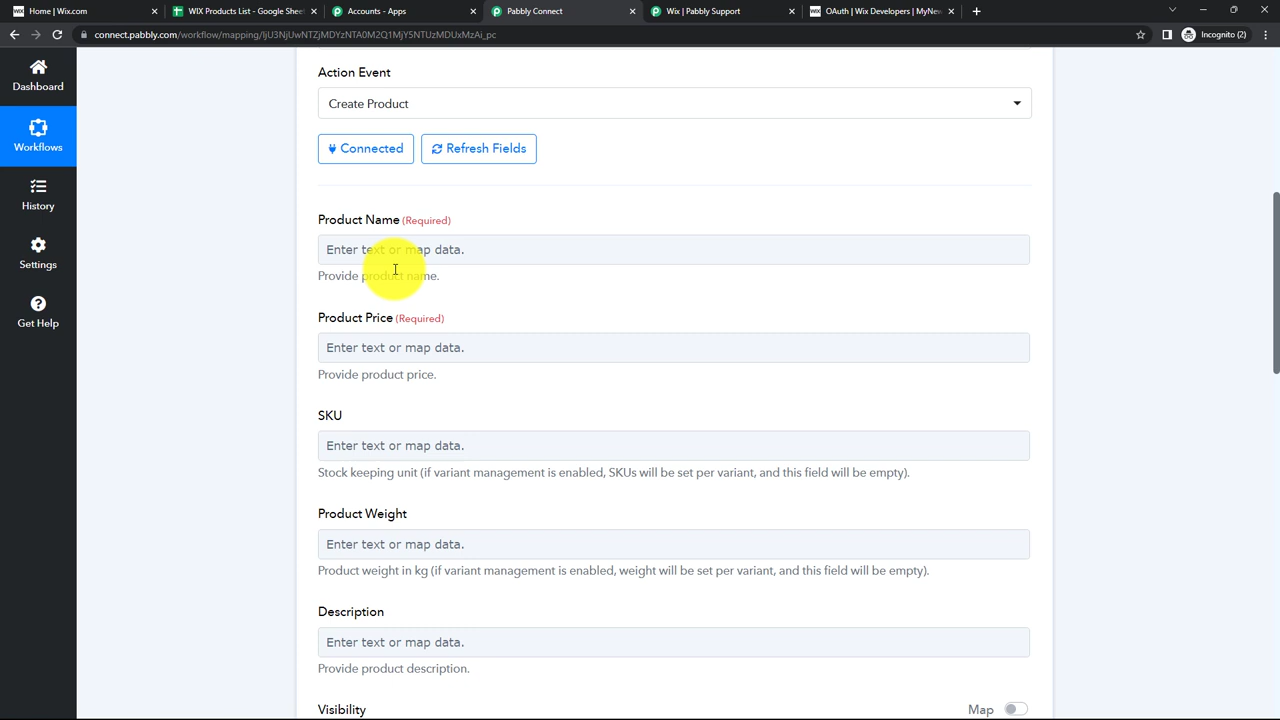 Home | Wix.com
WIX Products List - Google Sheet
Accounts - Apps
Pabbly Connect
Wix | Pabbly Support
OAuth | Wix Developers | MyNew
connect.pabbly.com/workflow/mapping/IjU3NjUwNTZjMDYzNTA0M2Q1MjY5NTUzMDUxMzAi_pc
Incognito (2)
Dashboard
Workflows
History
Settings
Get Help
Action Event
Create Product
Connected
Refresh Fields
Product Name (Required)
Enter text or map data.
Provide product name.
Product Price (Required)
Enter text or map data.
Provide product price.
SKU
Enter text or map data.
Stock keeping unit (if variant management is enabled, SKUs will be set per variant, and this field will be empty).
Product Weight
Enter text or map data.
Product weight in kg (if variant management is enabled, weight will be set per variant, and this field will be empty).
Description
Enter text or map data.
Provide product description.
Visibility
Map